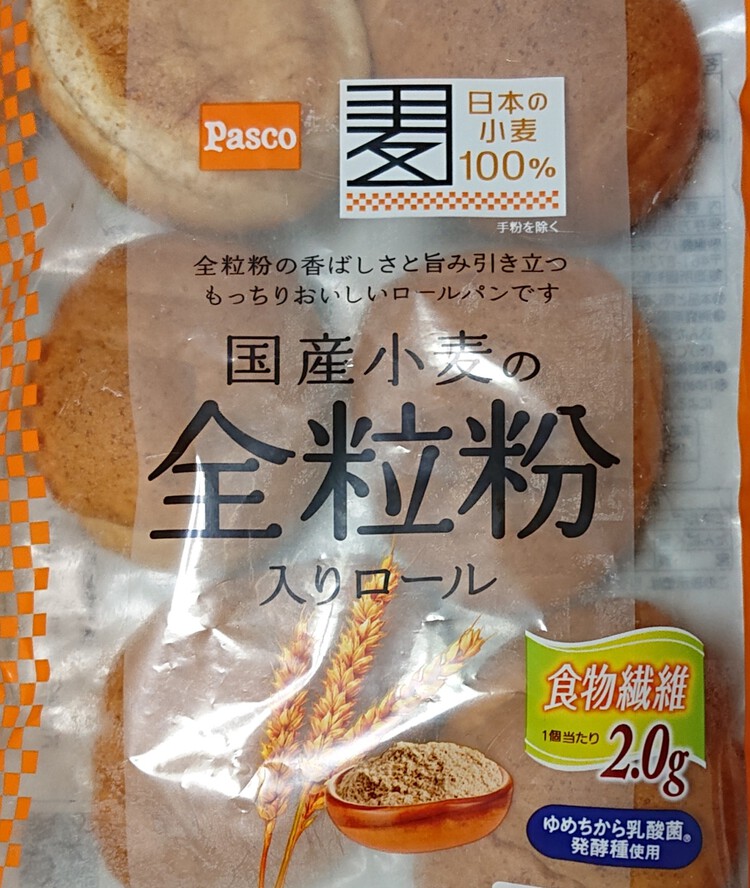 Pasco
麦
日本の
小麦
100%
手粉を除く
全粒粉の香ばしさと旨み引き立つ
もっちりおいしいロールパンです
国産小麦の
全粒粉
入りロール
食物繊維
1個当たり
2.0g
ゆめちから乳酸菌®
発酵種使用